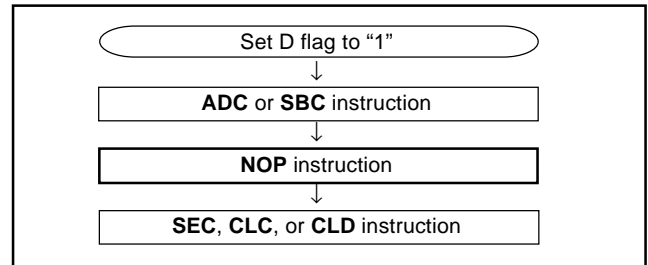 Set D flag to “1”
ADC or SBC instruction
NOP instruction
SEC, CLC, or CLD instruction